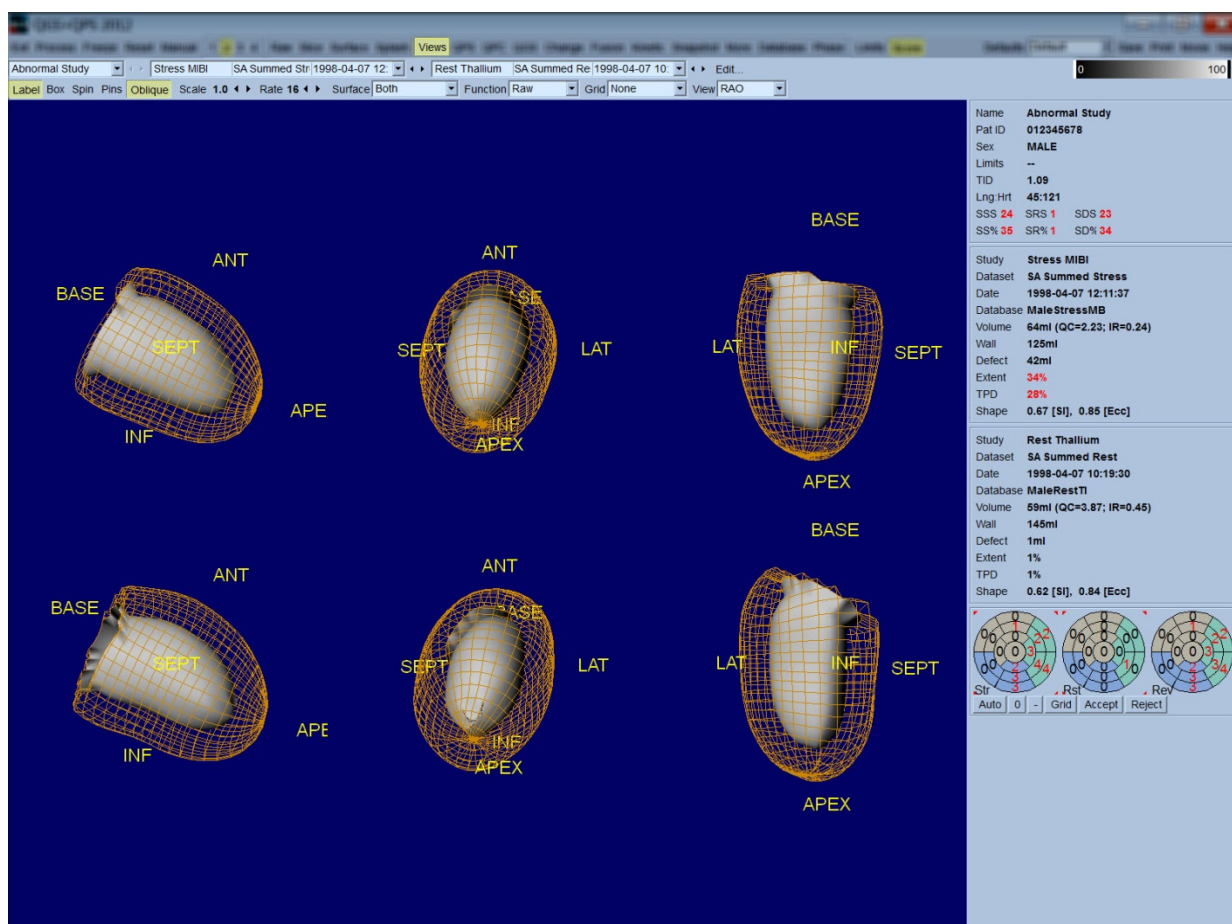 QGS+QPS 2012
Views
Abnormal Study Stress MIBI SA Summed Str 1998-04-07 12: Rest Thallium SA Summed Re 1998-04-07 10: Edit...
0 100
Label Box Spin Pins Oblique Scale 1.0 Rate 16 Surface Both Function Raw Grid None View RAO
BASE
ANT ANT
BASE SE
SEPT SEPT LAT LAT INF SEPT
APE
INF INF
APEX
APEX
BASE
ANT ANT
BASE BASE
SEPT SEPT LAT LAT INF SEPT
APE
INF INF
APEX
APEX
Name Abnormal Study
Pat ID 012345678
Sex MALE
Limits --
TID 1.09
Lng:Hrt 45:121
SSS 24 SRS 1 SDS 23
SS% 35 SR% 1 SD% 34
Study Stress MIBI
Dataset SA Summed Stress
Date 1998-04-07 12:11:37
Database MaleStressMB
Volume 64ml (QC=2.23; IR=0.24)
Wall 125ml
Defect 42ml
Extent 34%
TPD 28%
Shape 0.67 [SI], 0.85 [Ecc]
Study Rest Thallium
Dataset SA Summed Rest
Date 1998-04-07 10:19:30
Database MaleRestTl
Volume 59ml (QC=3.87; IR=0.45)
Wall 145ml
Defect 1ml
Extent 1%
TPD 1%
Shape 0.62 [SI], 0.84 [Ecc]
Str Rst Rev
Auto 0 - Grid Accept Reject